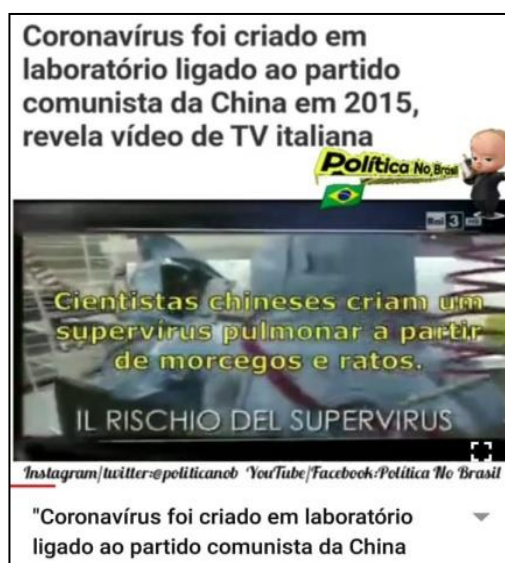 Coronavírus foi criado em
laboratório ligado ao partido
comunista da China em 2015,
revela vídeo de TV italiana
Política No Brasil
Rai 3
Cientistas chineses criam um
supervírus pulmonar a partir
de morcegos e ratos.
IL RISCHIO DEL SUPERVIRUS
Instagram/twitter:@politicanob YouTube/Facebook:Política No Brasil
"Coronavírus foi criado em laboratório
ligado ao partido comunista da China